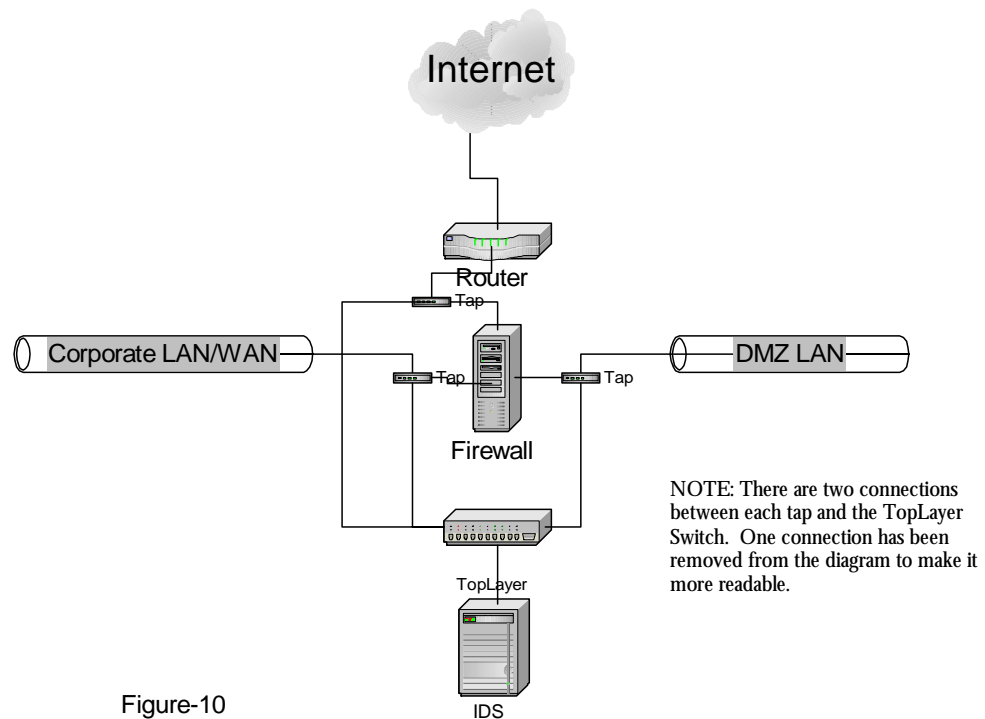 Internet
Router
Tap
Corporate LAN/WAN
DMZ LAN
Tap
Tap
Firewall
NOTE: There are two connections
between each tap and the TopLayer
Switch. One connection has been
removed from the diagram to make it
more readable.
TopLayer
Figure-10
IDS